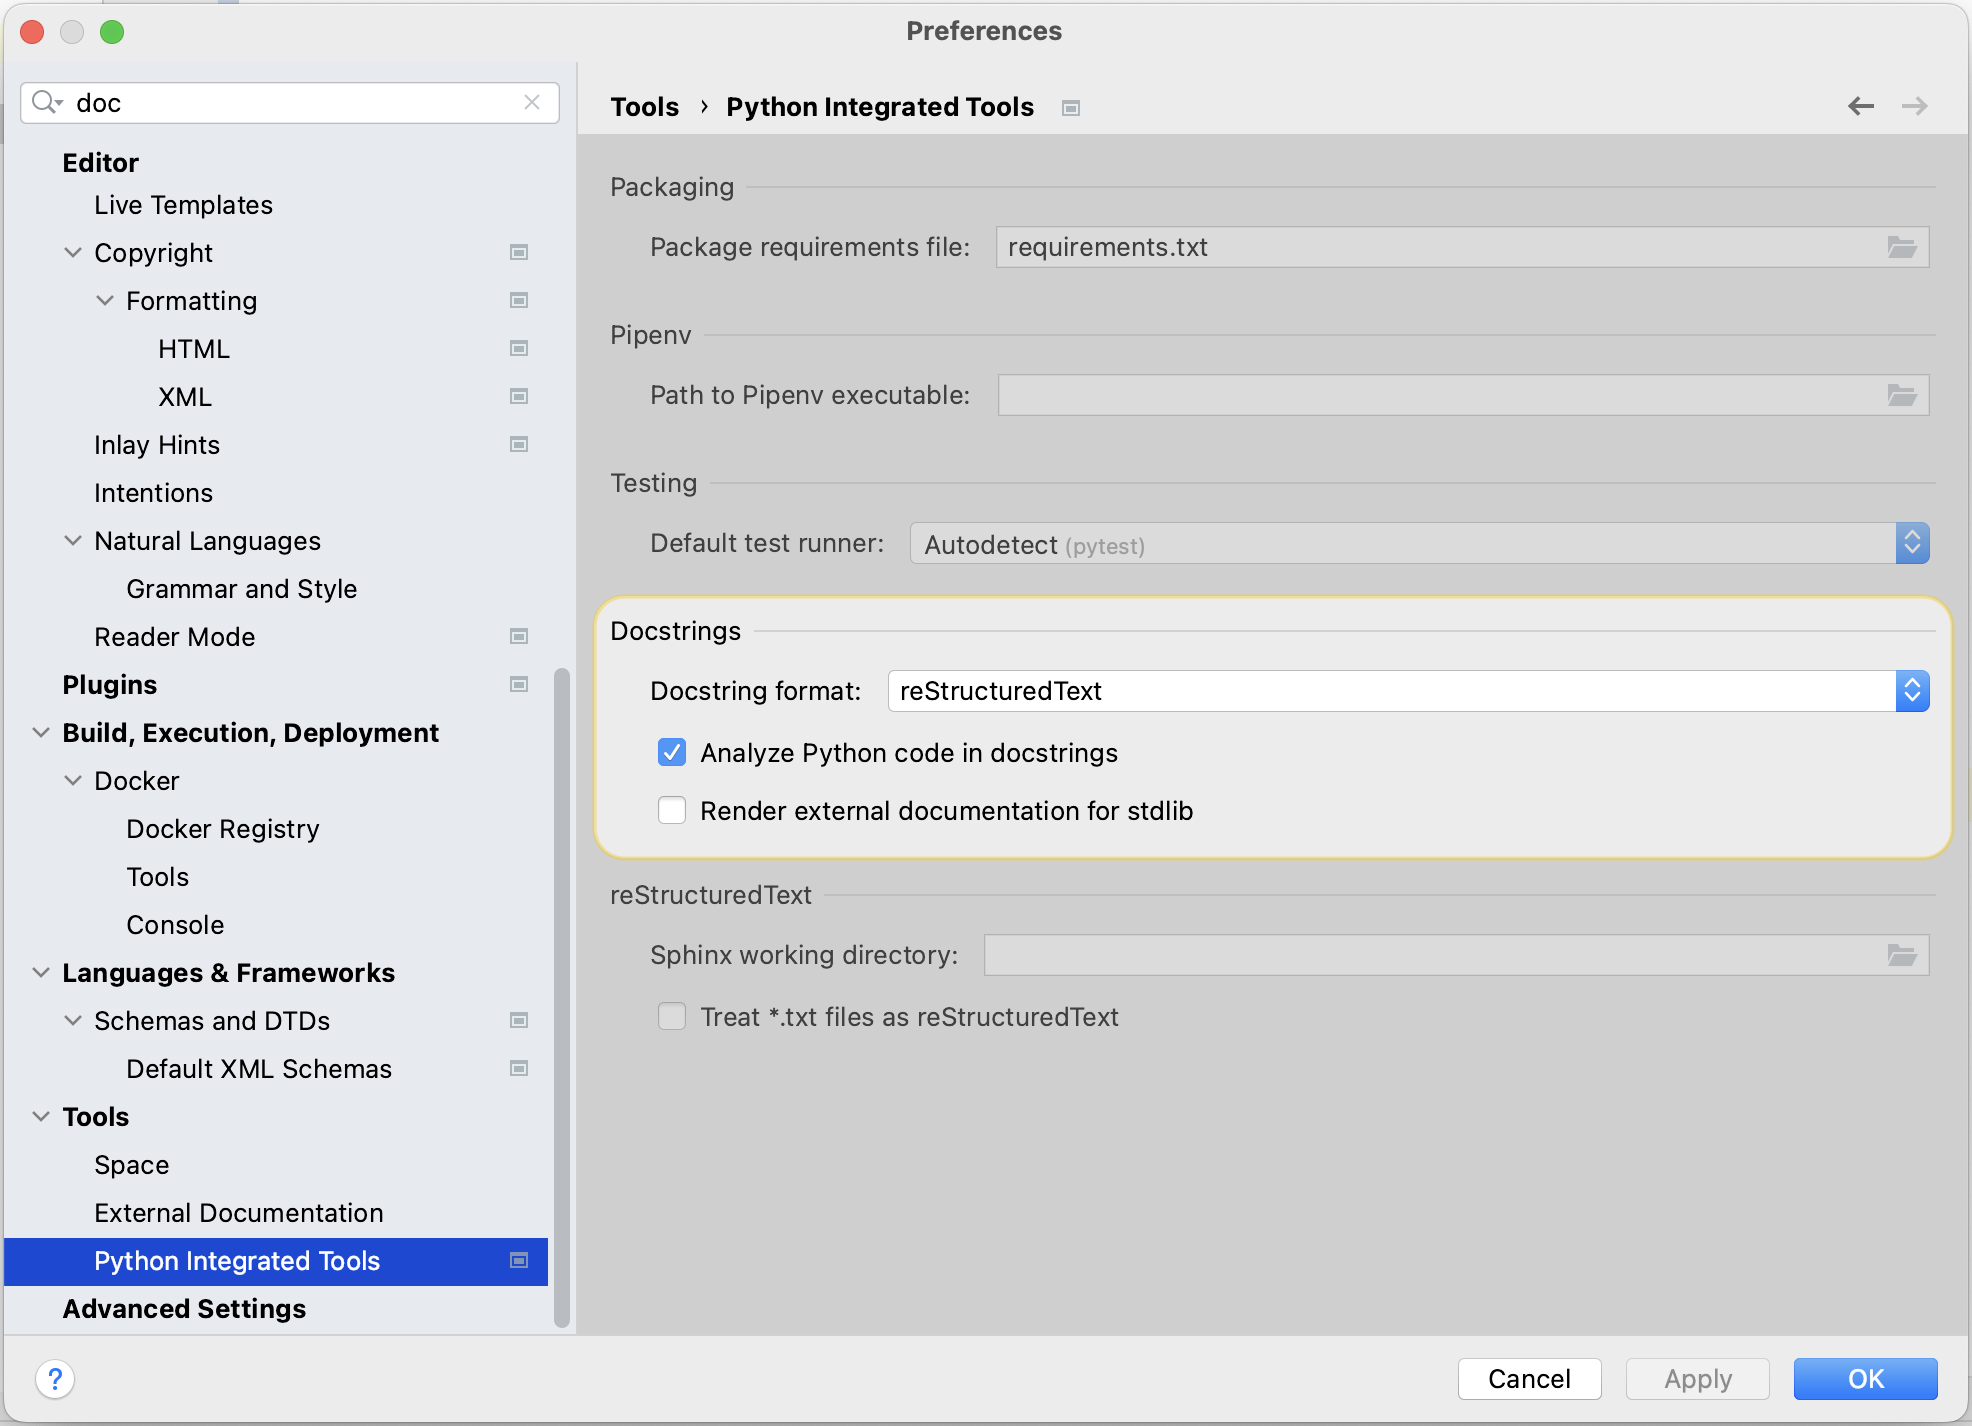 Preferences
doc
Editor
Live Templates
Copyright
Formatting
HTML
XML
Inlay Hints
Intentions
Natural Languages
Grammar and Style
Reader Mode
Plugins
Build, Execution, Deployment
Docker
Docker Registry
Tools
Console
Languages & Frameworks
Schemas and DTDs
Default XML Schemas
Tools
Space
External Documentation
Python Integrated Tools
Advanced Settings
Tools › Python Integrated Tools
Packaging
Package requirements file: requirements.txt
Pipenv
Path to Pipenv executable:
Testing
Default test runner: Autodetect (pytest)
Docstrings
Docstring format: reStructuredText
Analyze Python code in docstrings
Render external documentation for stdlib
reStructuredText
Sphinx working directory:
Treat *.txt files as reStructuredText
?
Cancel
Apply
OK